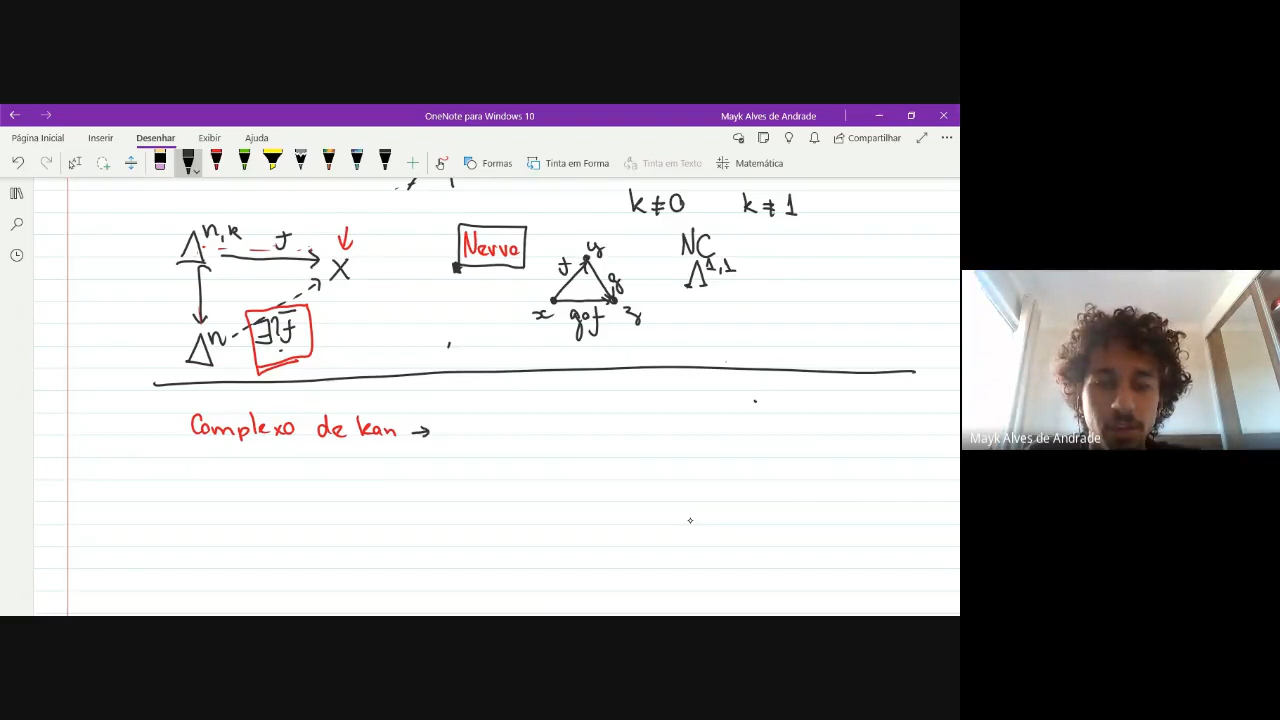 OneNote para Windows 10
Mayk Alves de Andrade
Página Inicial Inserir Desenhar Exibir Ajuda
Compartilhar
Formas Tinta em Forma Tinta em Texto Matemática
k ≠ 0 k ≠ 1
Λ^{n,k} f X
Nervo
NC
Λ^{1,1}
y
f g
x g∘f z
Δ^n ∃? f̄
Complexo de Kan →
Mayk Alves de Andrade